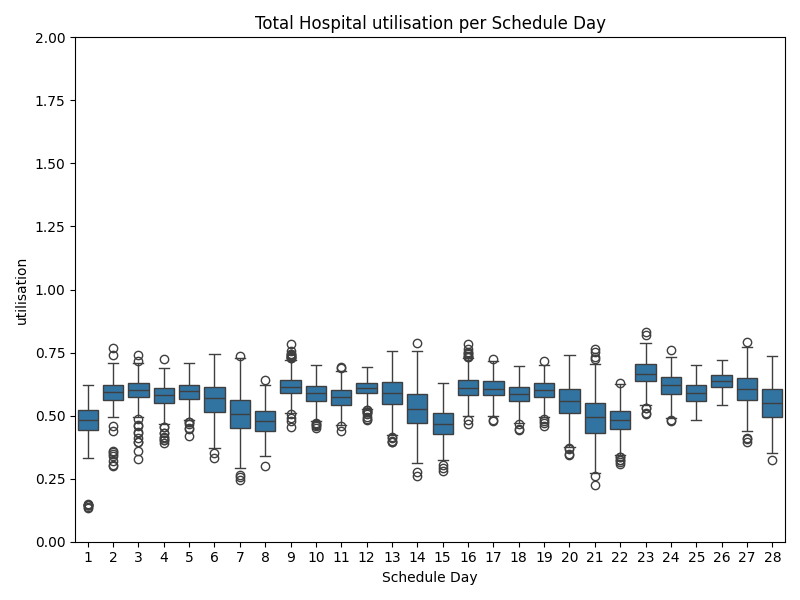 Total Hospital utilisation per Schedule Day
2.00
1.75
1.50
1.25
1.00
0.75
0.50
0.25
0.00
utilisation
1 2 3 4 5 6 7 8 9 10 11 12 13 14 15 16 17 18 19 20 21 22 23 24 25 26 27 28
Schedule Day